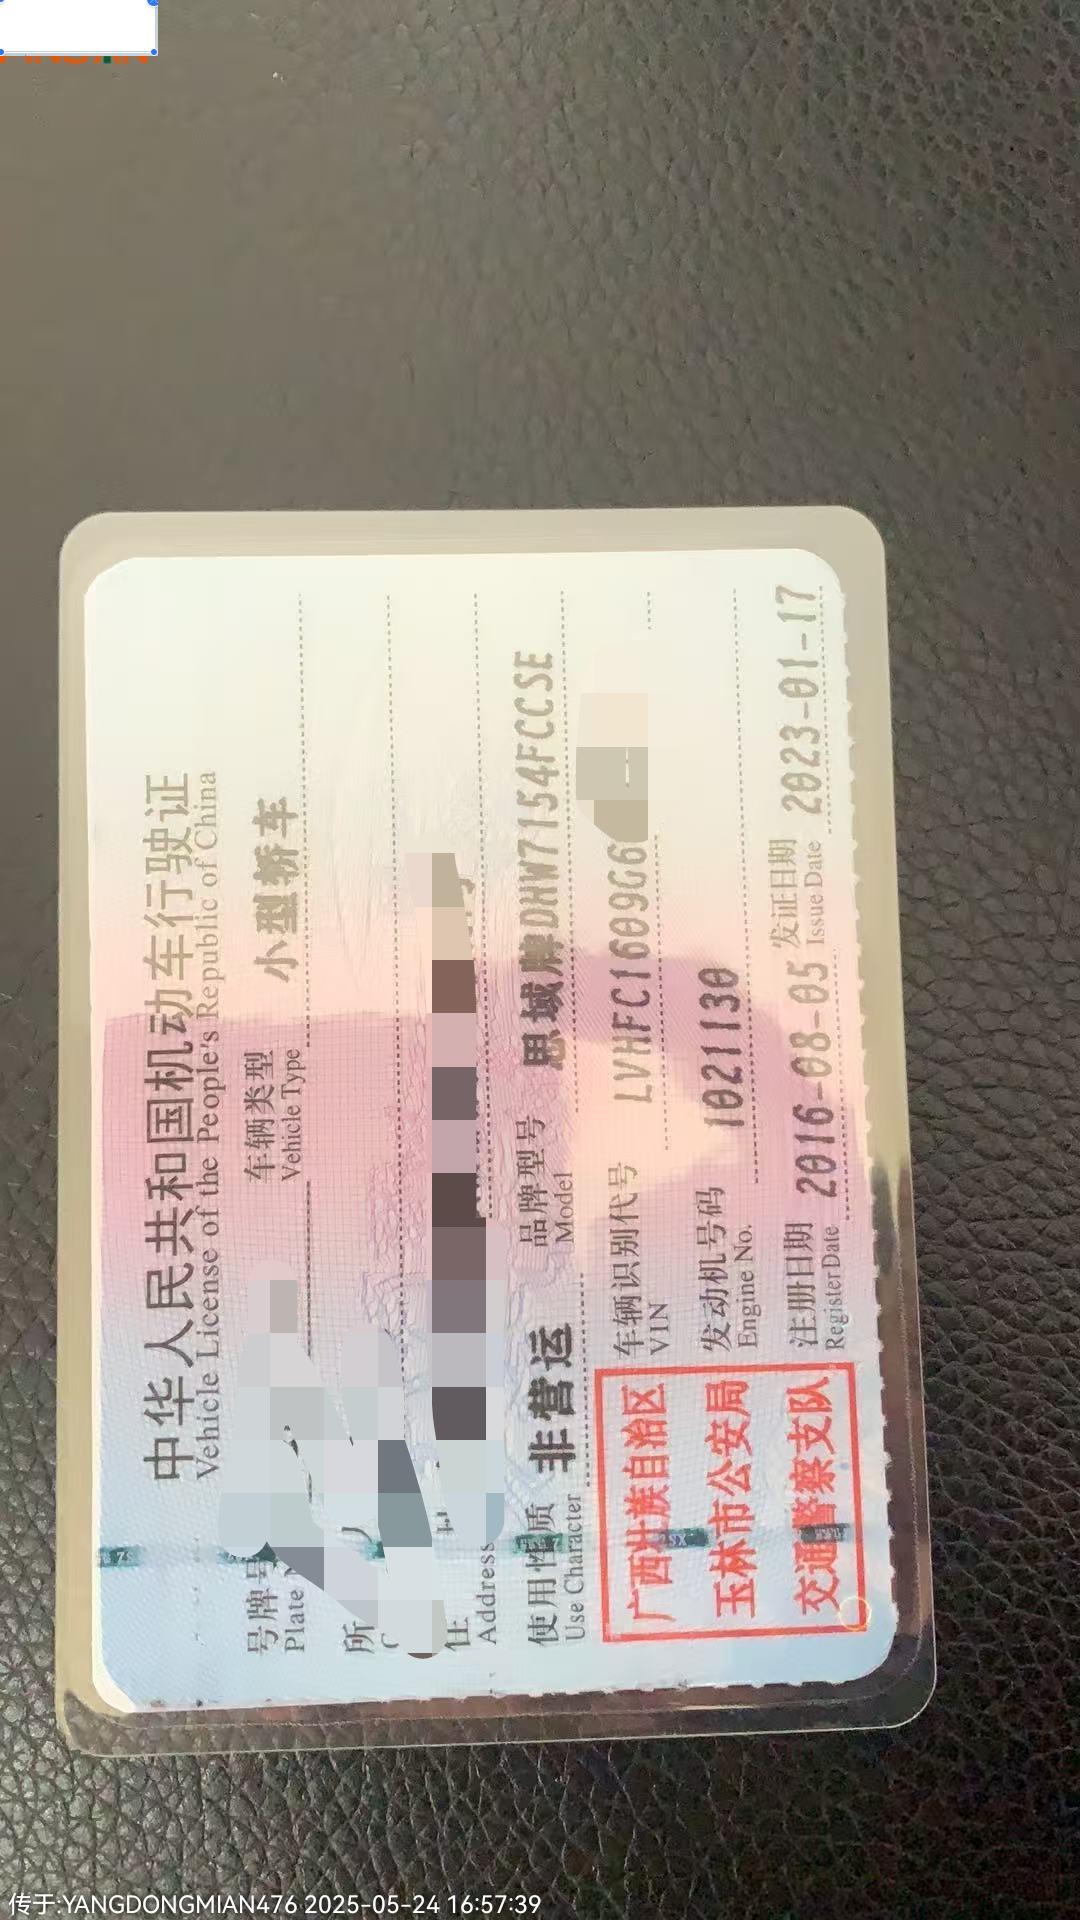 中华人民共和国机动车行驶证
Vehicle License of the People's Republic of China
号牌号 车辆类型 小型轿车
Plate Vehicle Type
所
住
Address
使用性质 非营运 品牌型号 思域牌DHW7154FCCSE
Use Character Model
广西壮族自治区
玉林市公安局
交通警察支队
车辆识别代号 LVHFC1609G6
VIN
发动机号码 1021130
Engine No.
注册日期 2016-08-05 发证日期 2023-01-17
Register Date Issue Date
传于:YANGDONGMIAN476 2025-05-24 16:57:39